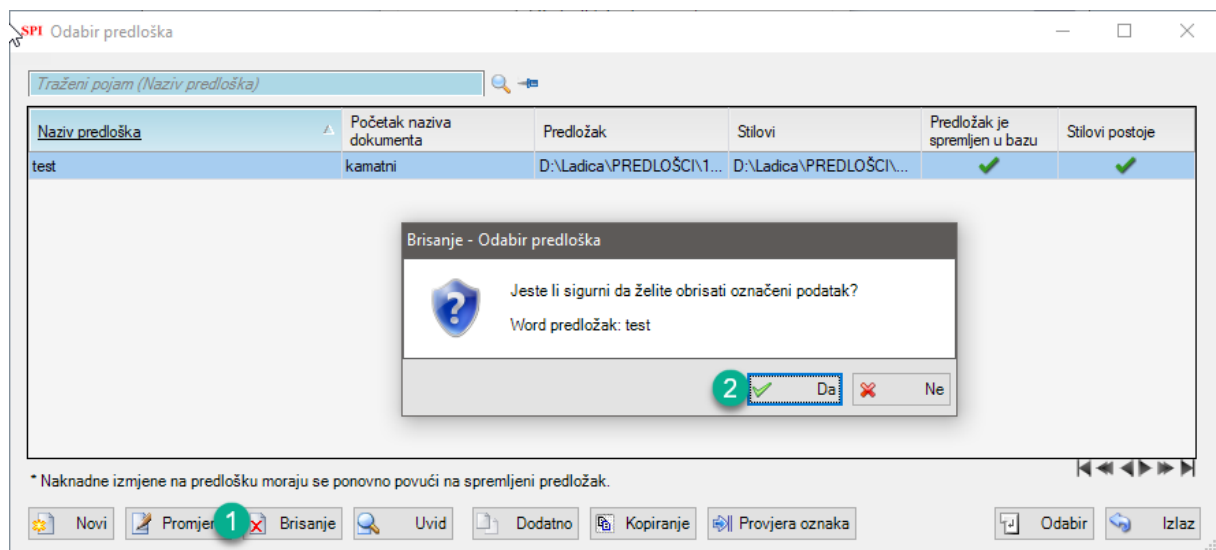 SPI Odabir predloška
Traženi pojam (Naziv predloška)
Naziv predloška
Početak naziva
dokumenta
Predložak
Stilovi
Predložak je
spremljen u bazu
Stilovi postoje
test kamatni D:\Ladica\PREDLOŠCI\1... D:\Ladica\PREDLOŠCI\...
Brisanje - Odabir predloška
Jeste li sigurni da želite obrisati označeni podatak?
Word predložak: test
2 Da Ne
* Naknadne izmjene na predlošku moraju se ponovno povući na spremljeni predložak.
Novi Promjer 1 Brisanje Uvid Dodatno Kopiranje Provjera oznaka Odabir Izlaz